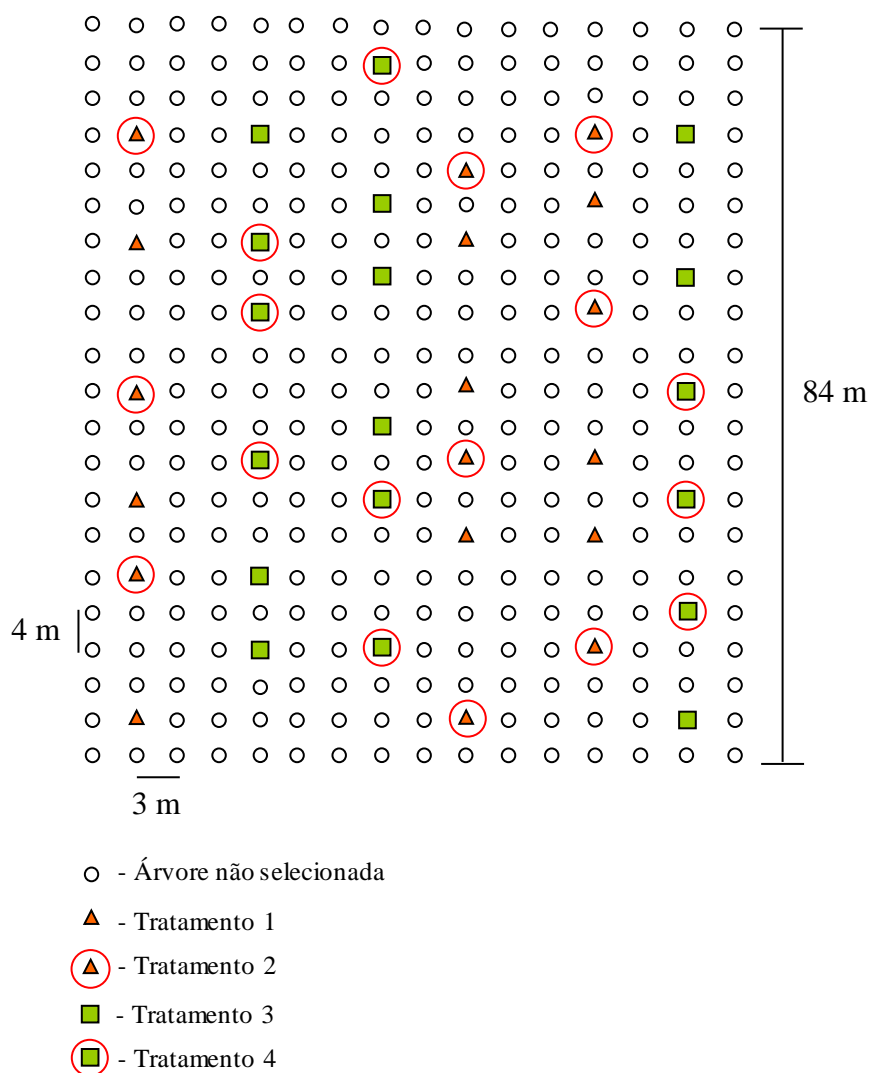 84 m
4 m
3 m
- Árvore não selecionada
- Tratamento 1
- Tratamento 2
- Tratamento 3
- Tratamento 4